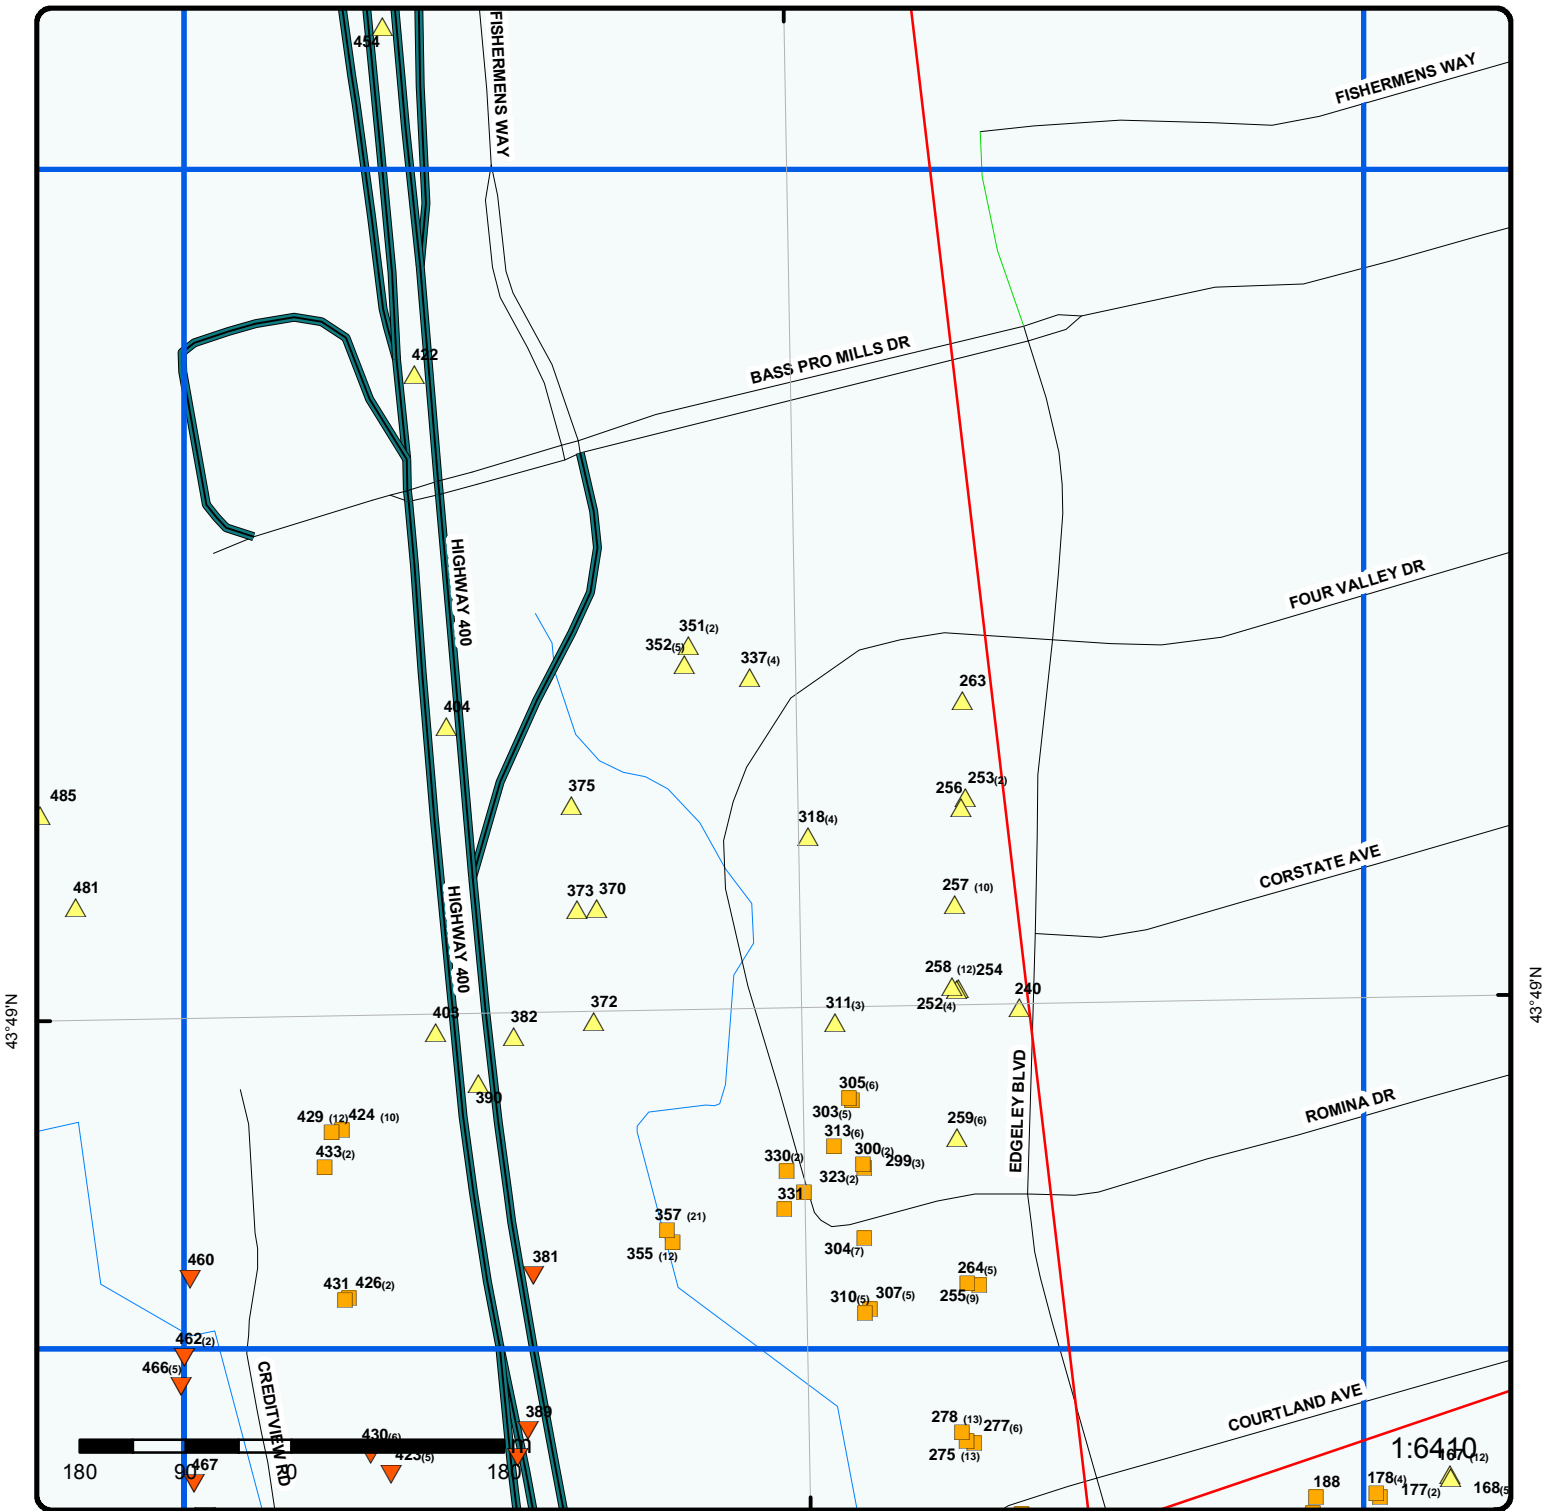 454
FISHERMENS WAY
FISHERMENS WAY
422
BASS PRO MILLS DR
HIGHWAY 400
FOUR VALLEY DR
351(2)
352(5)
337(4)
263
404
485
375
253(2)
256
318(4)
CORSTATE AVE
481
373 370
257 (10)
HIGHWAY 400
258 (12) 254
252(4)
240
43°49'N
43°49'N
403
382
372
311(3)
390
EDGELEY BLVD
305(6)
303(5)
ROMINA DR
429 (12) 424 (10)
433(2)
313(6)
259(6)
300(2)
299(3)
330(2)
323(2)
331
357 (21)
355 (12)
304(7)
460
381
264(5)
255(9)
431 426(2)
310(5) 307(5)
462(2)
466(5)
CREDITVIEW RD
COURTLAND AVE
389
278 (13) 277(6)
275 (13)
430(6)
423(5)
m
1:6410
167(12)
180 90 0 180
467
188
178(4)
177(2)